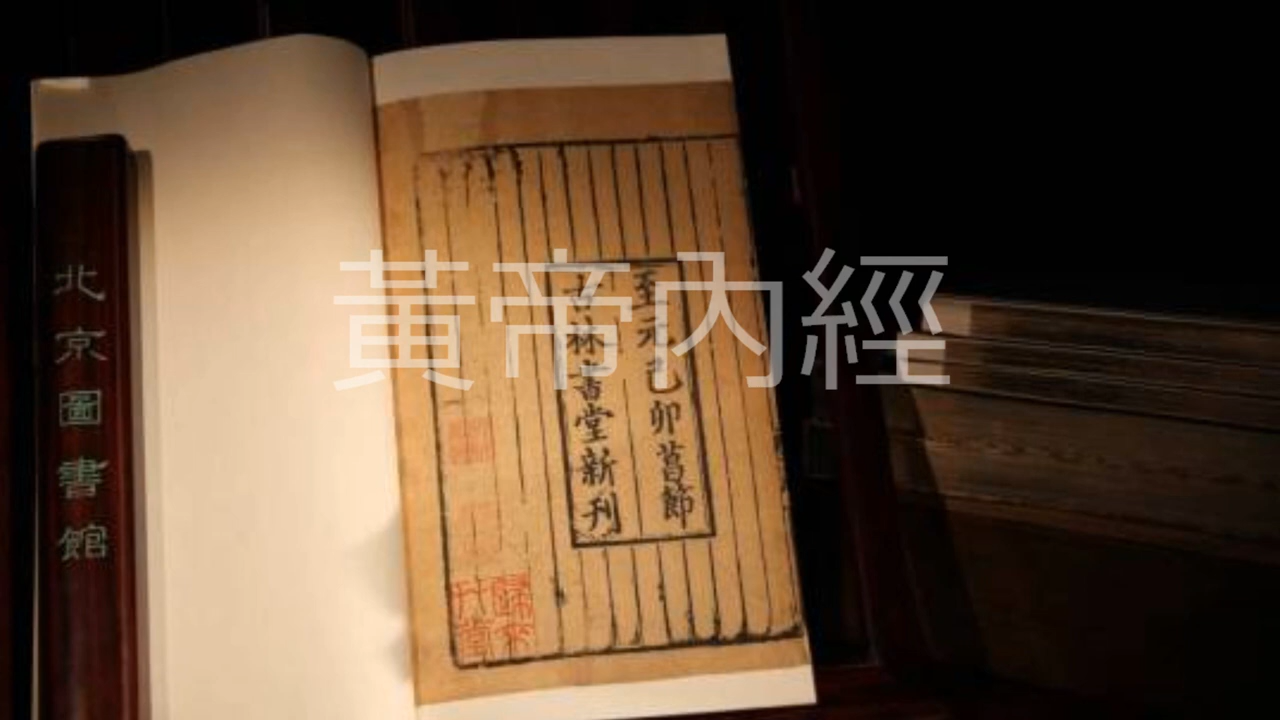 黃帝內經
北京圖書館
至元己卯菖節
古林書堂新刊